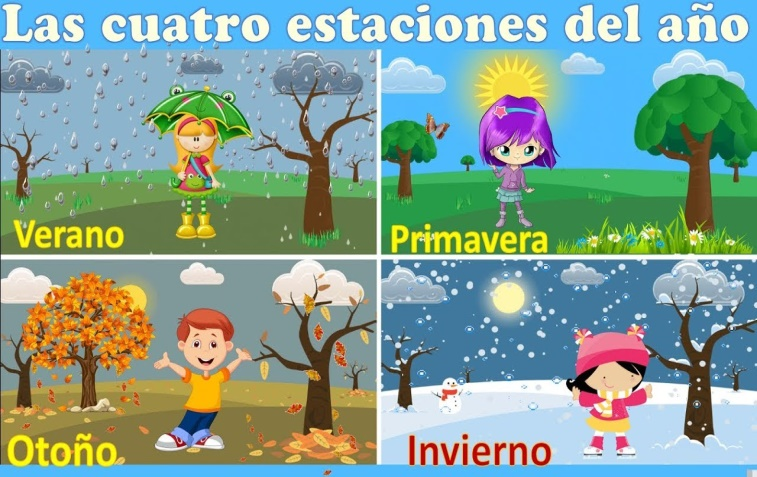 Las cuatro estaciones del año
Verano
Primavera
Otoño
Invierno